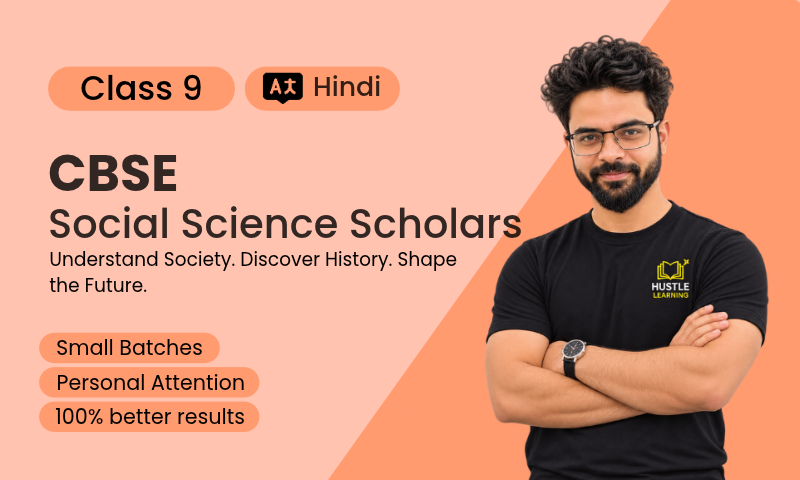 Class 9
Hindi
CBSE
Social Science Scholars
Understand Society. Discover History. Shape
the Future.
Small Batches
Personal Attention
100% better results
HUSTLE
LEARNING